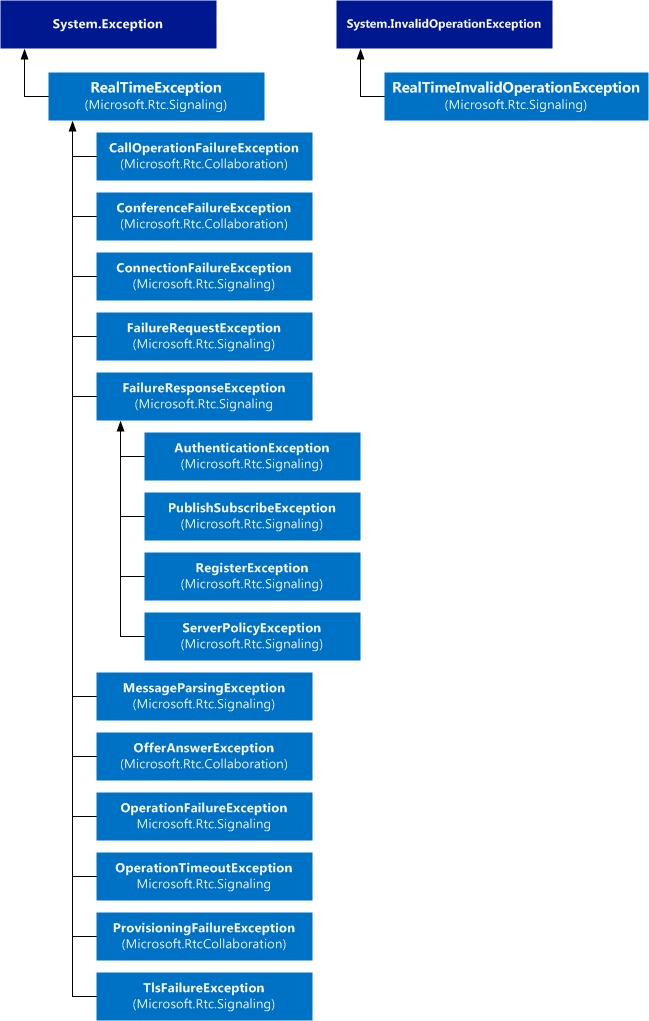 System.Exception
System.InvalidOperationException
RealTimeException
(Microsoft.Rtc.Signaling)
RealTimeInvalidOperationException
(Microsoft.Rtc.Signaling)
CallOperationFailureException
(Microsoft.Rtc.Collaboration)
ConferenceFailureException
(Microsoft.Rtc.Collaboration)
ConnectionFailureException
(Microsoft.Rtc.Signaling)
FailureRequestException
(Microsoft.Rtc.Signaling)
FailureResponseException
(Microsoft.Rtc.Signaling
AuthenticationException
(Microsoft.Rtc.Signaling)
PublishSubscribeException
(Microsoft.Rtc.Signaling)
RegisterException
(Microsoft.Rtc.Signaling)
ServerPolicyException
(Microsoft.Rtc.Signaling)
MessageParsingException
(Microsoft.Rtc.Signaling)
OfferAnswerException
(Microsoft.Rtc.Collaboration)
OperationFailureException
Microsoft.Rtc.Signaling
OperationTimeoutException
Microsoft.Rtc.Signaling
ProvisioningFailureException
(Microsoft.RtcCollaboration)
TlsFailureException
(Microsoft.Rtc.Signaling)